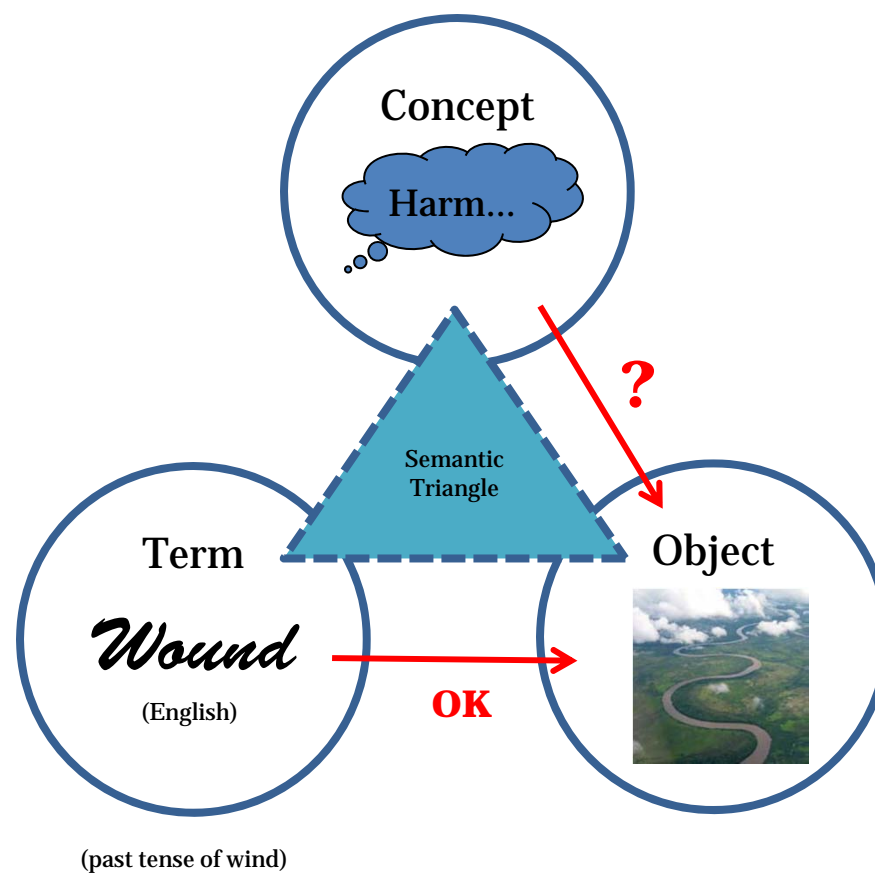 Concept
Harm...
?
Semantic
Triangle
Term
Object
Wound
(English)
OK
(past tense of wind)